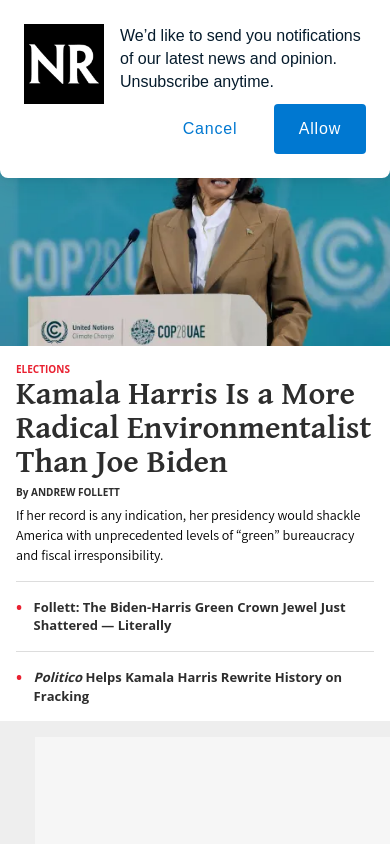 NR
We’d like to send you notifications
of our latest news and opinion.
Unsubscribe anytime.
Cancel
Allow
COP28UAE
United Nations
Climate Change
COP28UAE
ELECTIONS
Kamala Harris Is a More
Radical Environmentalist
Than Joe Biden
By ANDREW FOLLETT
If her record is any indication, her presidency would shackle
America with unprecedented levels of “green” bureaucracy
and fiscal irresponsibility.
• Follett: The Biden-Harris Green Crown Jewel Just
Shattered — Literally
• Politico Helps Kamala Harris Rewrite History on
Fracking